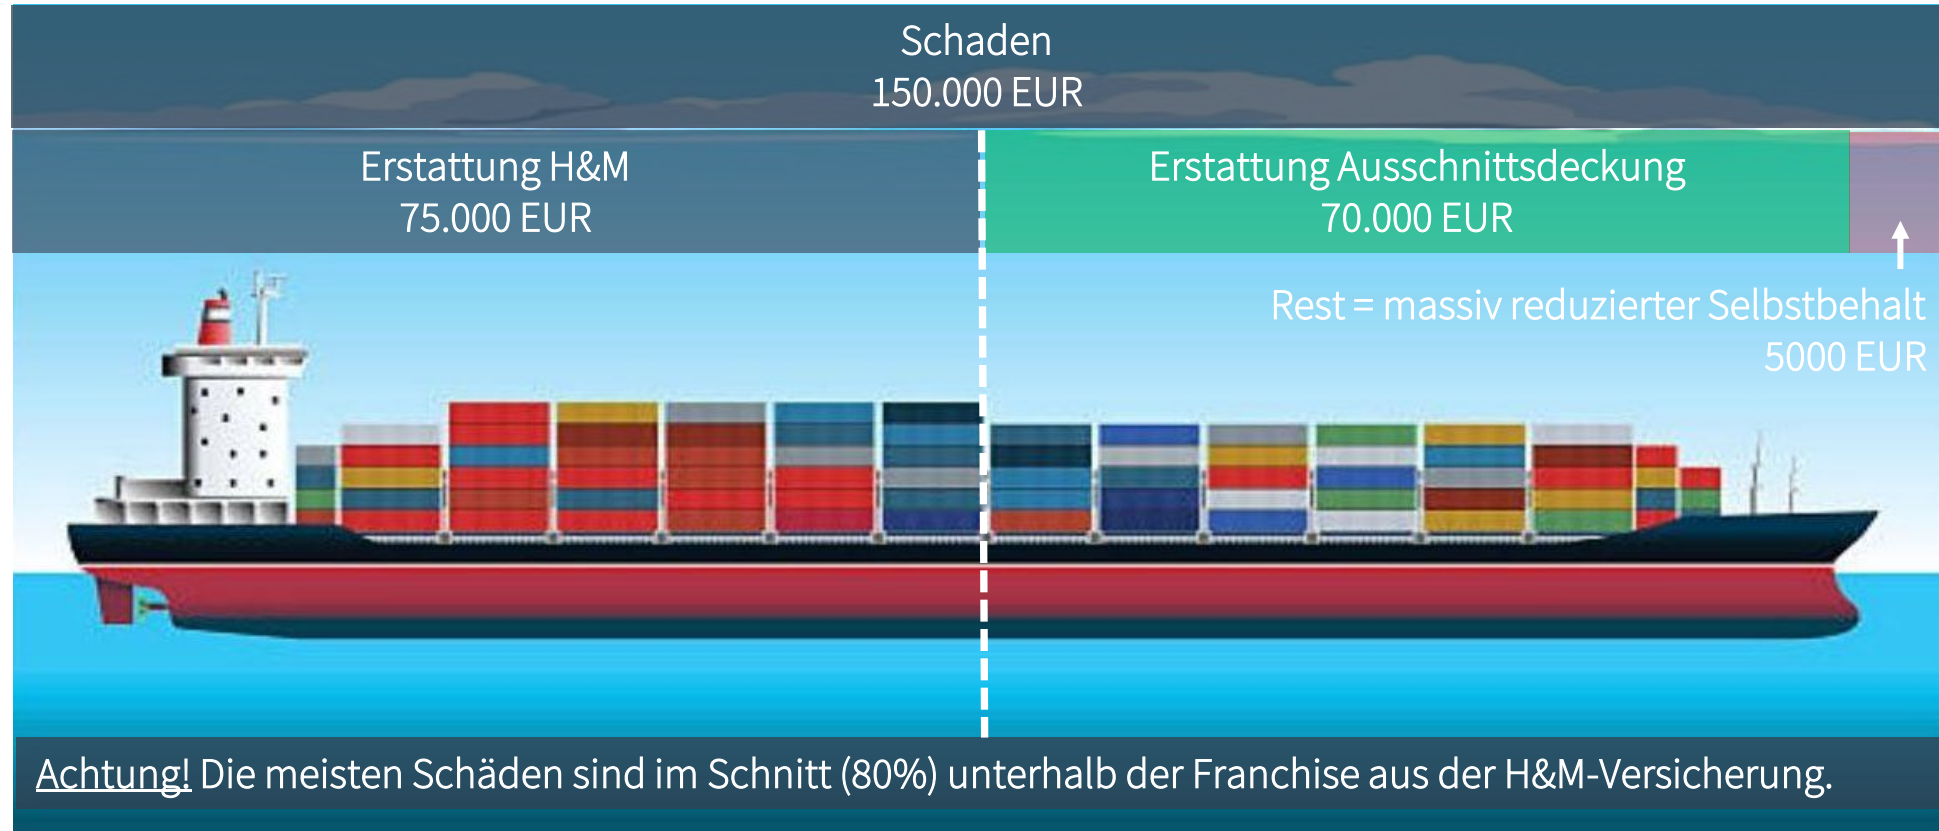 Schaden
150.000 EUR
Erstattung H&M
75.000 EUR
Erstattung Ausschnittsdeckung
70.000 EUR
Rest = massiv reduzierter Selbstbehalt
5000 EUR
Achtung! Die meisten Schäden sind im Schnitt (80%) unterhalb der Franchise aus der H&M-Versicherung.